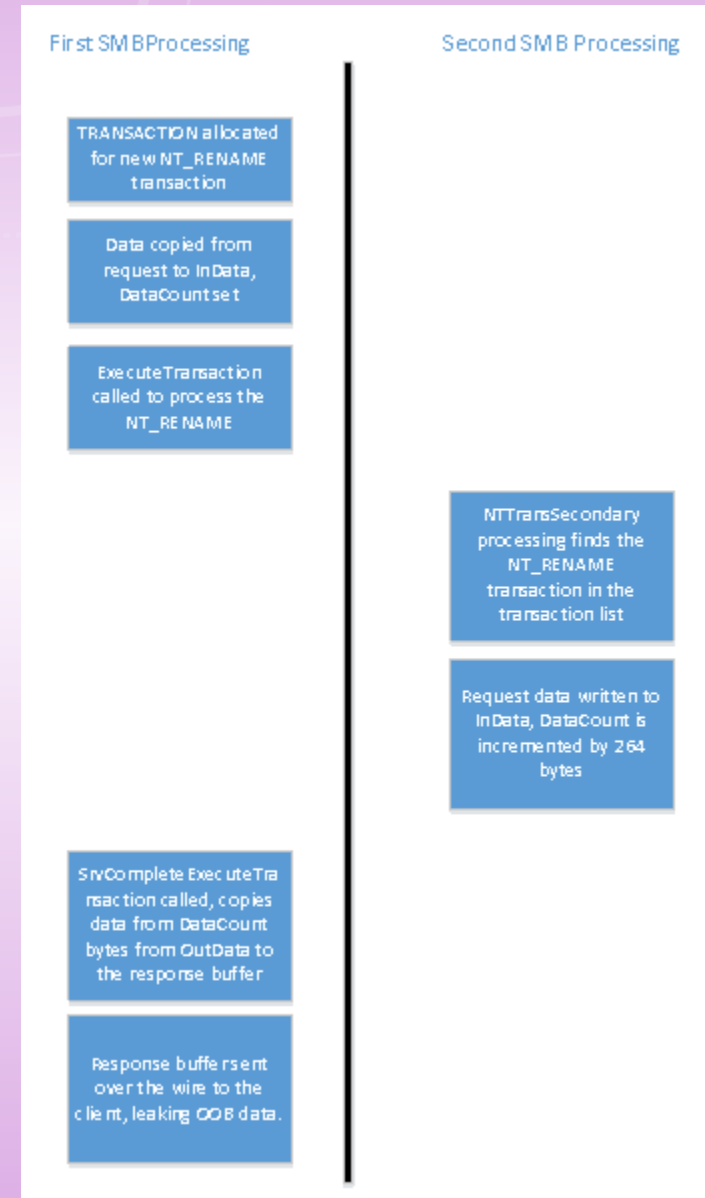 First SMBProcessing
Second SMB Processing
TRANSACTION allocated
for new NT_RENAME
transaction
Data copied from
request to InData,
DataCount set
ExecuteTransaction
called to process the
NT_RENAME
NTTransSecondary
processing finds the
NT_RENAME
transaction in the
transaction list
Request data written to
InData, DataCount is
incremented by 264
bytes
SrvComplete ExecuteTra
nsaction called, copies
data from DataCount
bytes from OutData to
the response buffer
Response buffer sent
over the wire to the
client, leaking OOB data.